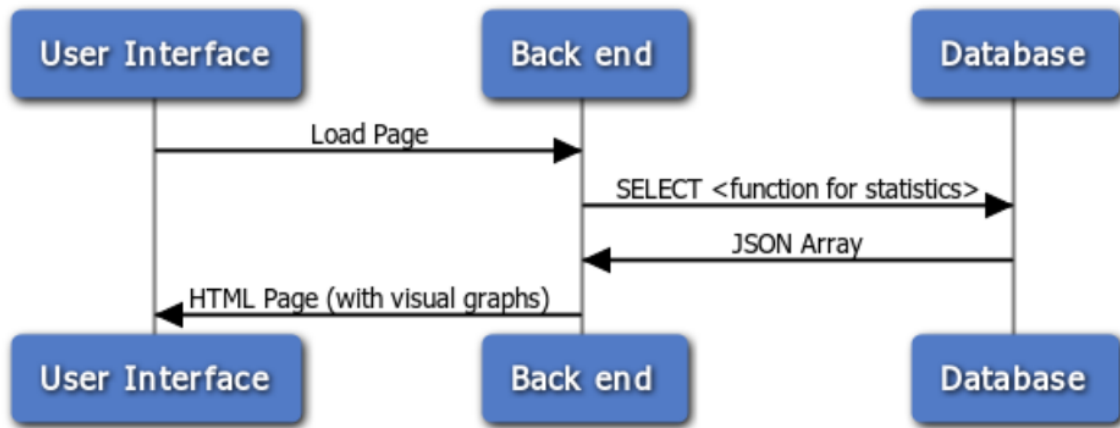 User Interface
Back end
Database
Load Page
SELECT <function for statistics>
JSON Array
HTML Page (with visual graphs)
User Interface
Back end
Database